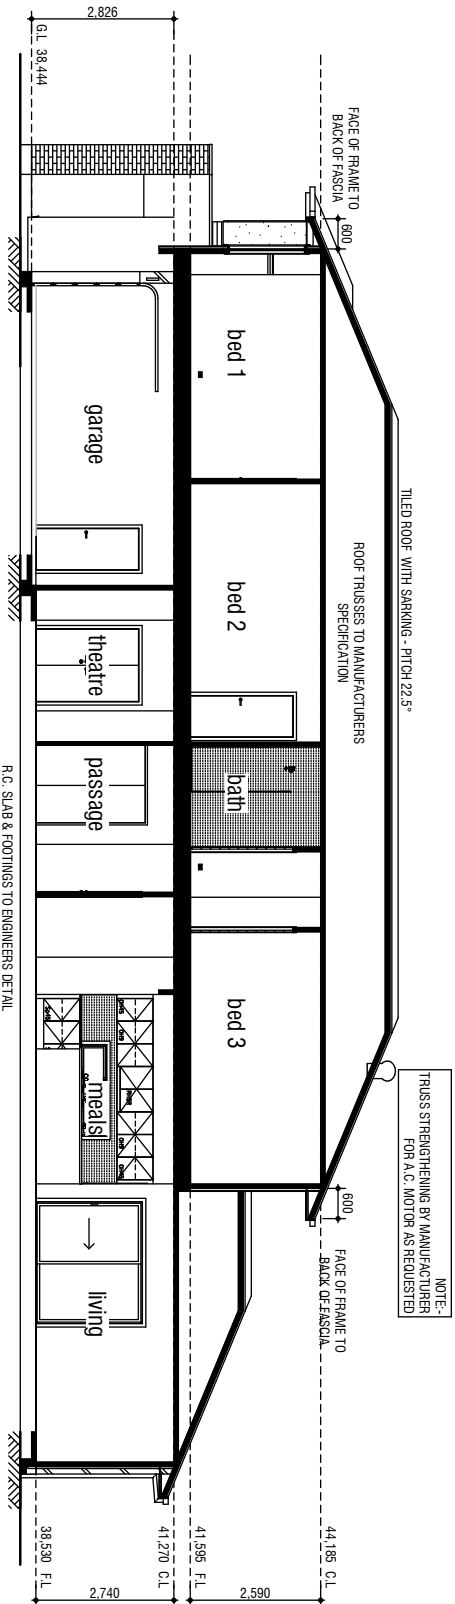 NOTE:-
TRUSS STRENGTHENING BY MANUFACTURER
FOR A.C. MOTOR AS REQUESTED
TILED ROOF WITH SARKING - PITCH 22.5°
ROOF TRUSSES TO MANUFACTURERS
SPECIFICATION
FACE OF FRAME TO
BACK OF FASCIA
600
600
FACE OF FRAME TO
BACK OF FASCIA
44,185 C.L
2,590
41,595 F.L
41,270 C.L
2,740
38,530 F.L
2,826
G.L 38,444
bed 1
bed 2
bath
bed 3
garage
theatre
passage
meals
living
R.C. SLAB & FOOTINGS TO ENGINEERS DETAIL